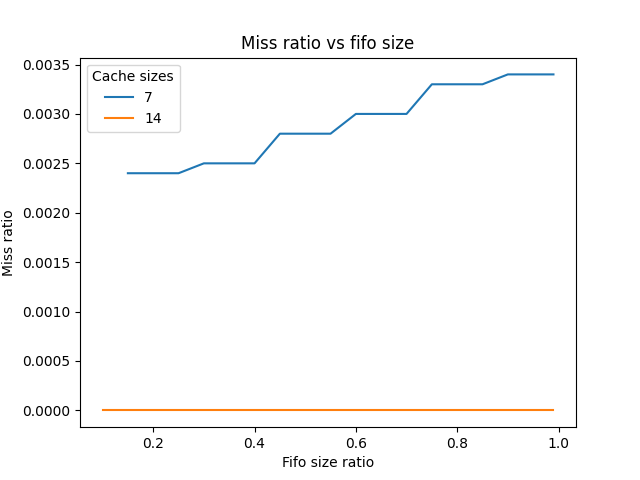 Miss ratio vs fifo size
Cache sizes
7
14
Miss ratio
0.0035
0.0030
0.0025
0.0020
0.0015
0.0010
0.0005
0.0000
0.2 0.4 0.6 0.8 1.0
Fifo size ratio